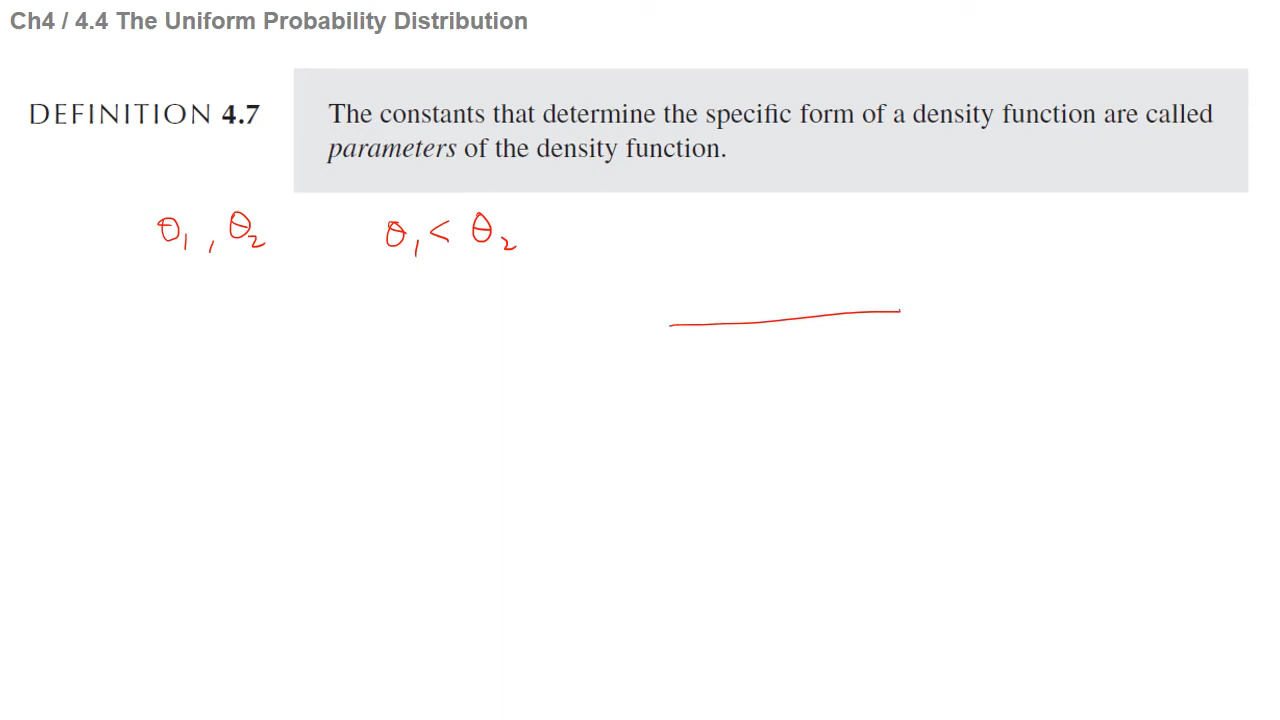 Ch4 / 4.4 The Uniform Probability Distribution
DEFINITION 4.7
The constants that determine the specific form of a density function are called
parameters of the density function.
θ₁ , θ₂ θ₁ < θ₂